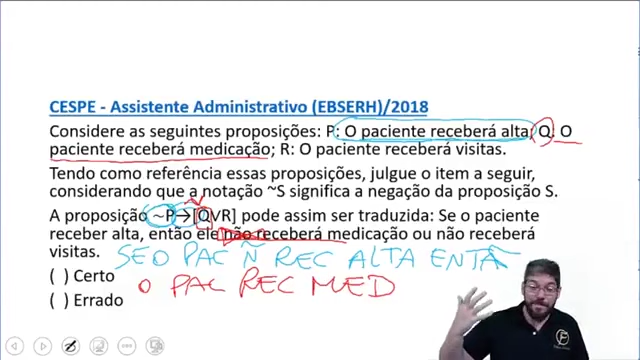 CESPE - Assistente Administrativo (EBSERH)/2018
Considere as seguintes proposições: P: O paciente receberá alta; Q: O
paciente receberá medicação; R: O paciente receberá visitas.
Tendo como referência essas proposições, julgue o item a seguir,
considerando que a notação ~S significa a negação da proposição S.
A proposição ~P→[QVR] pode assim ser traduzida: Se o paciente
receber alta, então ele não receberá medicação ou não receberá
visitas.
SE O PAC Ñ REC ALTA ENTÃ
( ) Certo
O PAC REC MED
( ) Errado